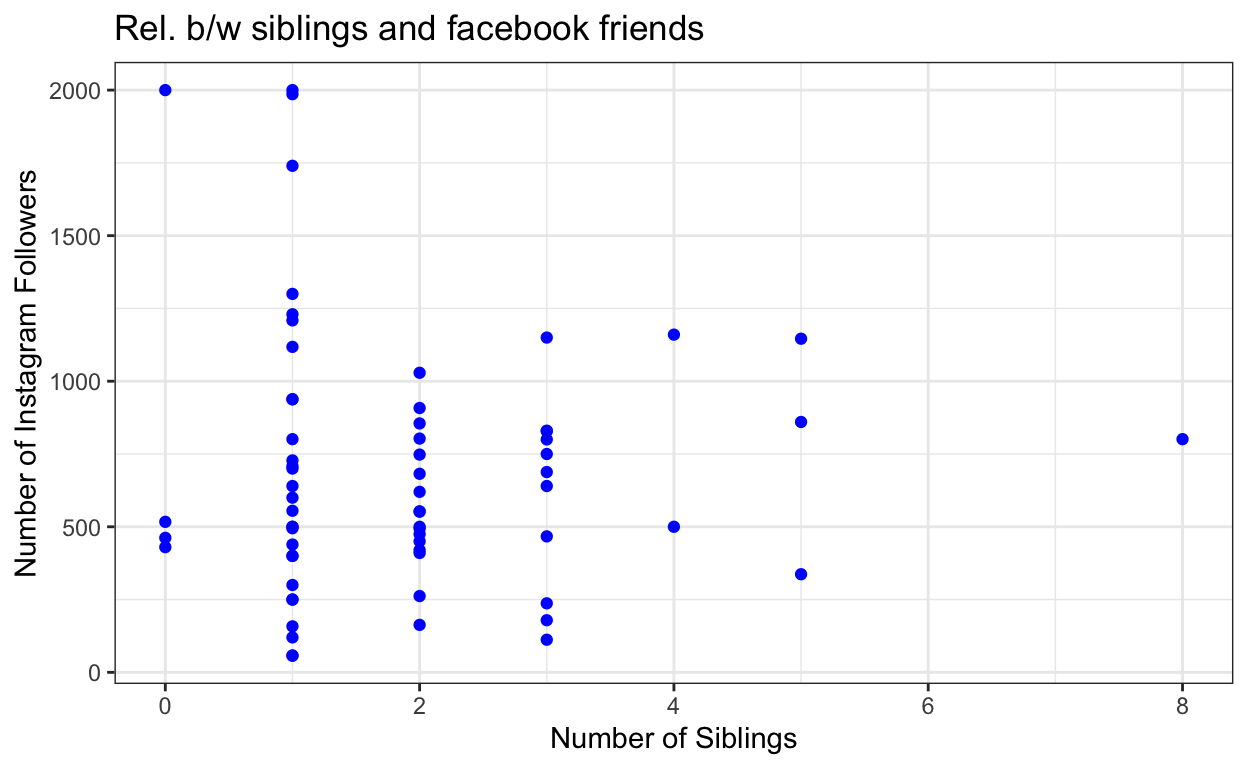 Rel. b/w siblings and facebook friends
Number of Instagram Followers
2000
1500
1000
500
0
0 2 4 6 8
Number of Siblings